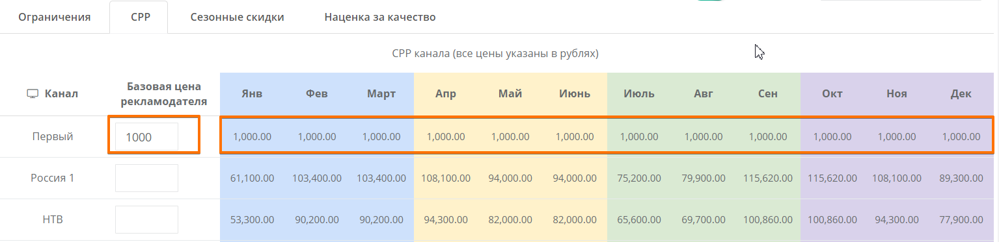 Ограничения CPP Сезонные скидки Наценка за качество
CPP канала (все цены указаны в рублях)
Канал Базовая цена рекламодателя Янв Фев Март Апр Май Июнь Июль Авг Сен Окт Ноя Дек
Первый 1000 1,000.00 1,000.00 1,000.00 1,000.00 1,000.00 1,000.00 1,000.00 1,000.00 1,000.00 1,000.00 1,000.00 1,000.00
Россия 1 61,100.00 103,400.00 103,400.00 108,100.00 94,000.00 94,000.00 75,200.00 79,900.00 115,620.00 115,620.00 108,100.00 89,300.00
НТВ 53,300.00 90,200.00 90,200.00 94,300.00 82,000.00 82,000.00 65,600.00 69,700.00 100,860.00 100,860.00 94,300.00 77,900.00